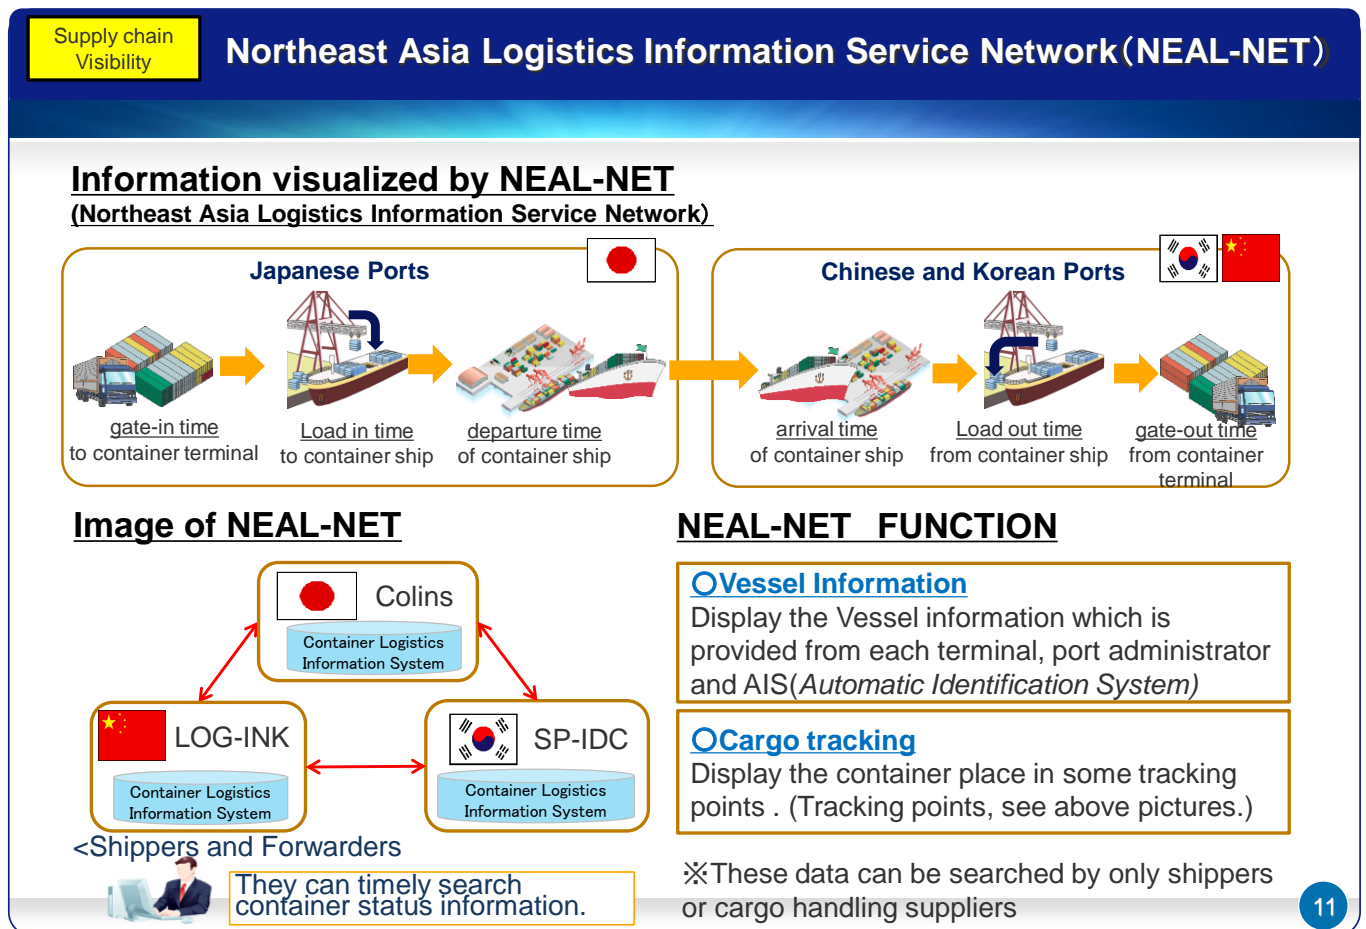 Supply chain
Visibility
Northeast Asia Logistics Information Service Network（NEAL-NET）
Information visualized by NEAL-NET
(Northeast Asia Logistics Information Service Network）
Japanese Ports
gate-in time
to container terminal
Load in time
to container ship
departure time
of container ship
Chinese and Korean Ports
arrival time
of container ship
Load out time
from container ship
gate-out time
from container
terminal
Image of NEAL-NET
Colins
Container Logistics
Information System
LOG-INK
Container Logistics
Information System
SP-IDC
Container Logistics
Information System
<Shippers and Forwarders
They can timely search
container status information.
NEAL-NET FUNCTION
○Vessel Information
Display the Vessel information which is
provided from each terminal, port administrator
and AIS(Automatic Identification System)
○Cargo tracking
Display the container place in some tracking
points . (Tracking points, see above pictures.)
※These data can be searched by only shippers
or cargo handling suppliers
11